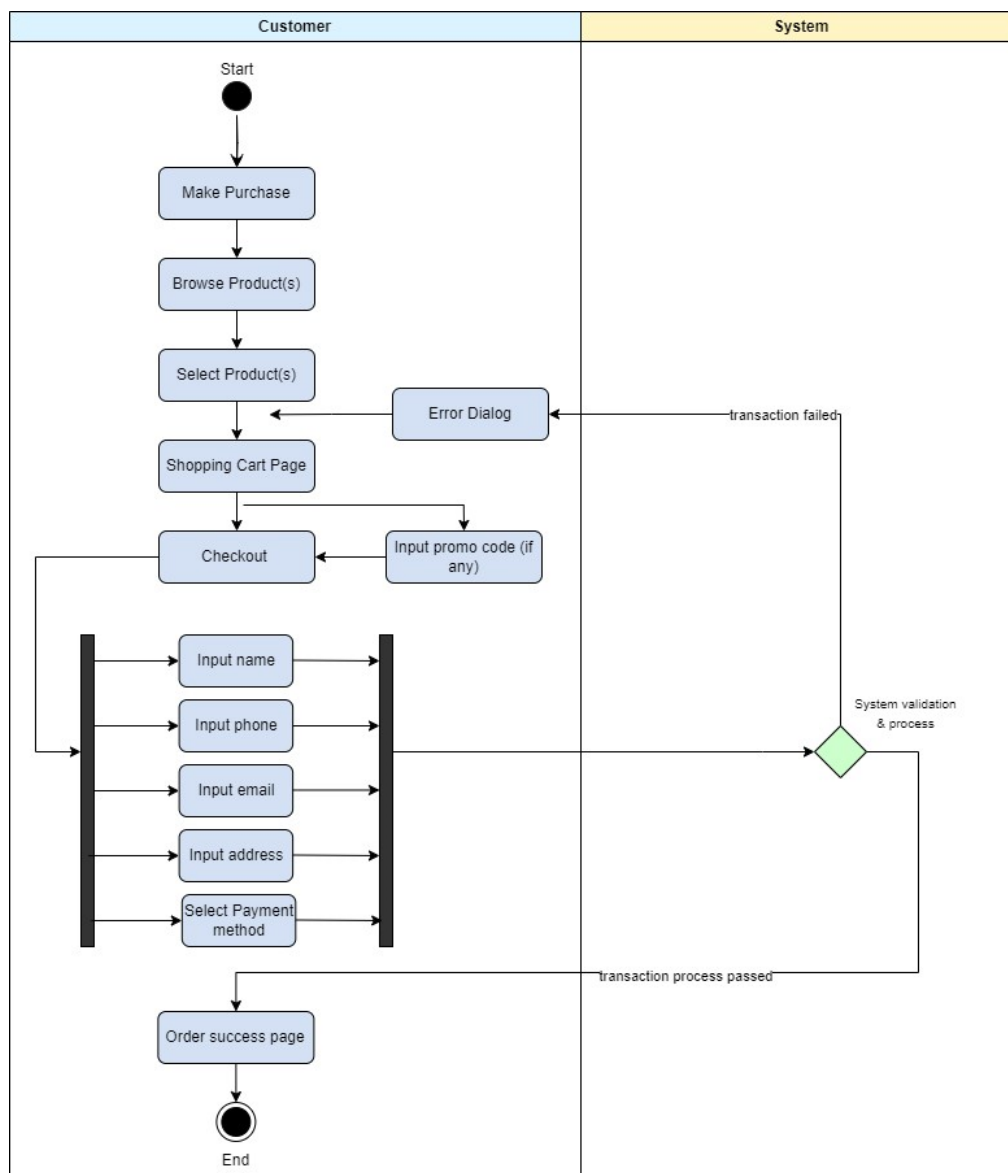 Customer
System
Start
Make Purchase
Browse Product(s)
Select Product(s)
Error Dialog
transaction failed
Shopping Cart Page
Checkout
Input promo code (if
any)
Input name
Input phone
System validation
& process
Input email
Input address
Select Payment
method
transaction process passed
Order success page
End